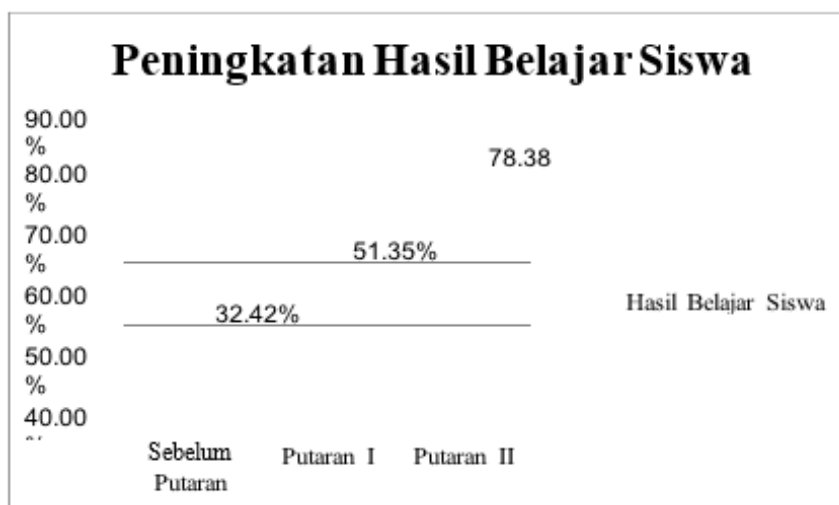 Peningkatan Hasil Belajar Siswa
90.00
%
80.00
%
70.00
%
60.00
%
50.00
%
40.00
78.38
51.35%
32.42%
Hasil Belajar Siswa
Sebelum
Putaran
Putaran I
Putaran II